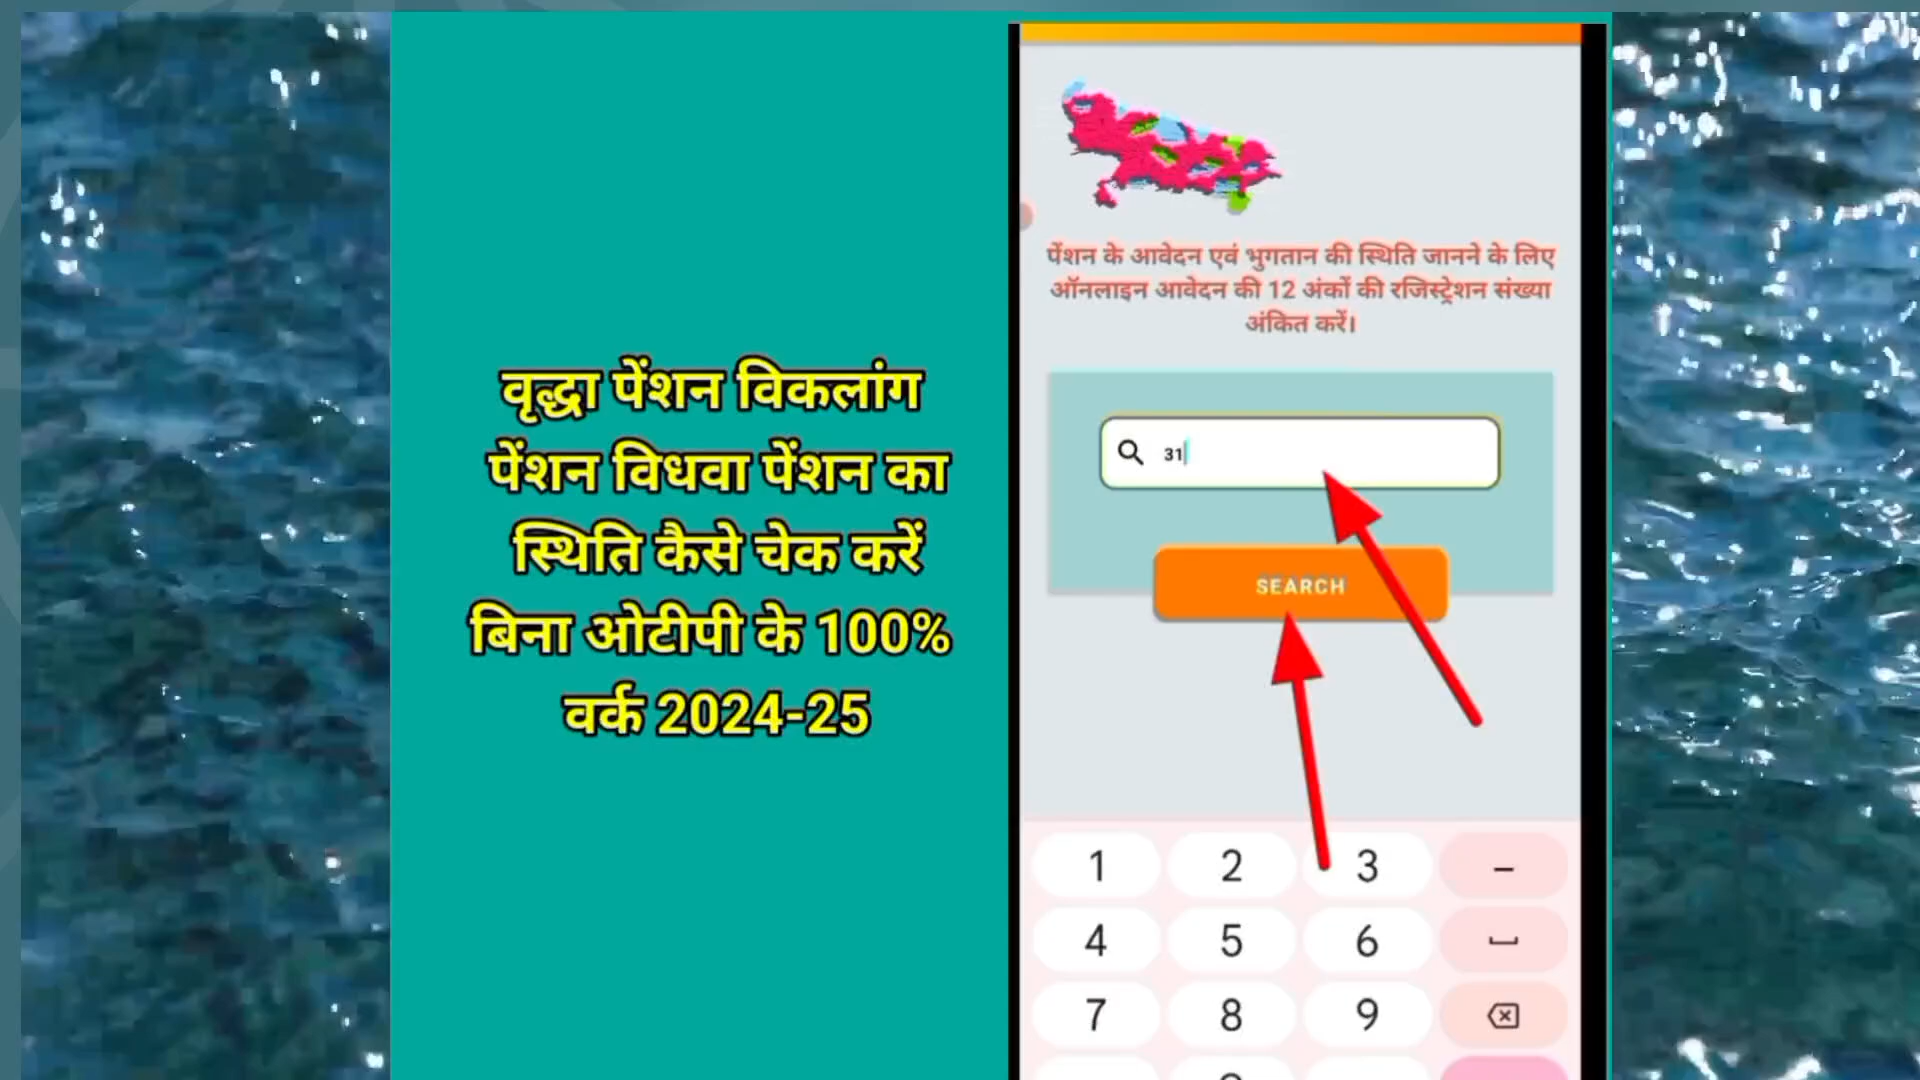 वृद्धा पेंशन विकलांग
पेंशन विधवा पेंशन का
स्थिति कैसे चेक करें
बिना ओटीपी के 100%
वर्क 2024-25
पेंशन के आवेदन एवं भुगतान की स्थिति जानने के लिए
ऑनलाइन आवेदन की 12 अंकों की रजिस्ट्रेशन संख्या
अंकित करें।
31
SEARCH
1 2 3 -
4 5 6
7 8 9